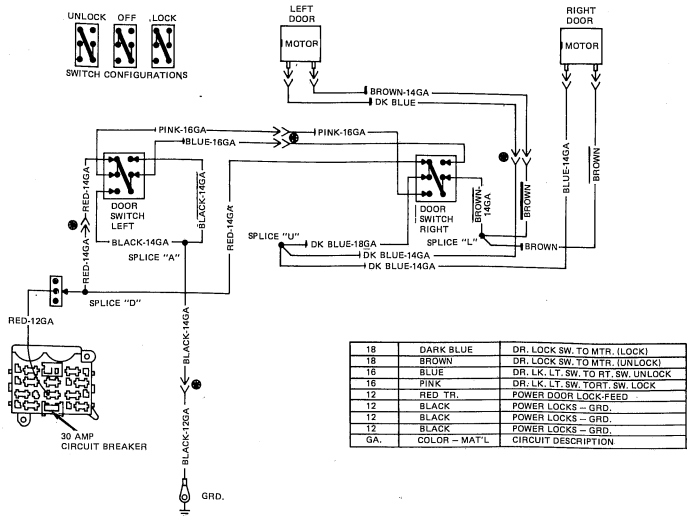 UNLOCK OFF LOCK
SWITCH CONFIGURATIONS
LEFT
DOOR
MOTOR
RIGHT
DOOR
MOTOR
BROWN-14GA
DK BLUE
PINK-16GA
PINK-16GA
BLUE-16GA
RED-14GA
BLACK-14GA
RED-14GA
RED-14GA
BLUE-14GA
BROWN
BROWN
BROWN-
14GA
DOOR
SWITCH
LEFT
DOOR
SWITCH
RIGHT
BLACK-14GA
SPLICE "A"
SPLICE "U"
SPLICE "L"
DK BLUE-18GA
BROWN
DK BLUE-14GA
DK BLUE-14GA
SPLICE "D"
RED-12GA
BLACK-14GA
BLACK-12GA
30 AMP
CIRCUIT BREAKER
GRD.
18 DARK BLUE DR. LOCK SW. TO MTR. (LOCK)
18 BROWN DR. LOCK SW. TO MTR. (UNLOCK)
16 BLUE DR. LK. LT. SW. TO RT. SW. UNLOCK
16 PINK DR. LK. LT. SW. TORT. SW. LOCK
12 RED TR. POWER DOOR LOCK-FEED
12 BLACK POWER LOCKS – GRD.
12 BLACK POWER LOCKS – GRD.
12 BLACK POWER LOCKS – GRD.
GA. COLOR – MAT'L CIRCUIT DESCRIPTION